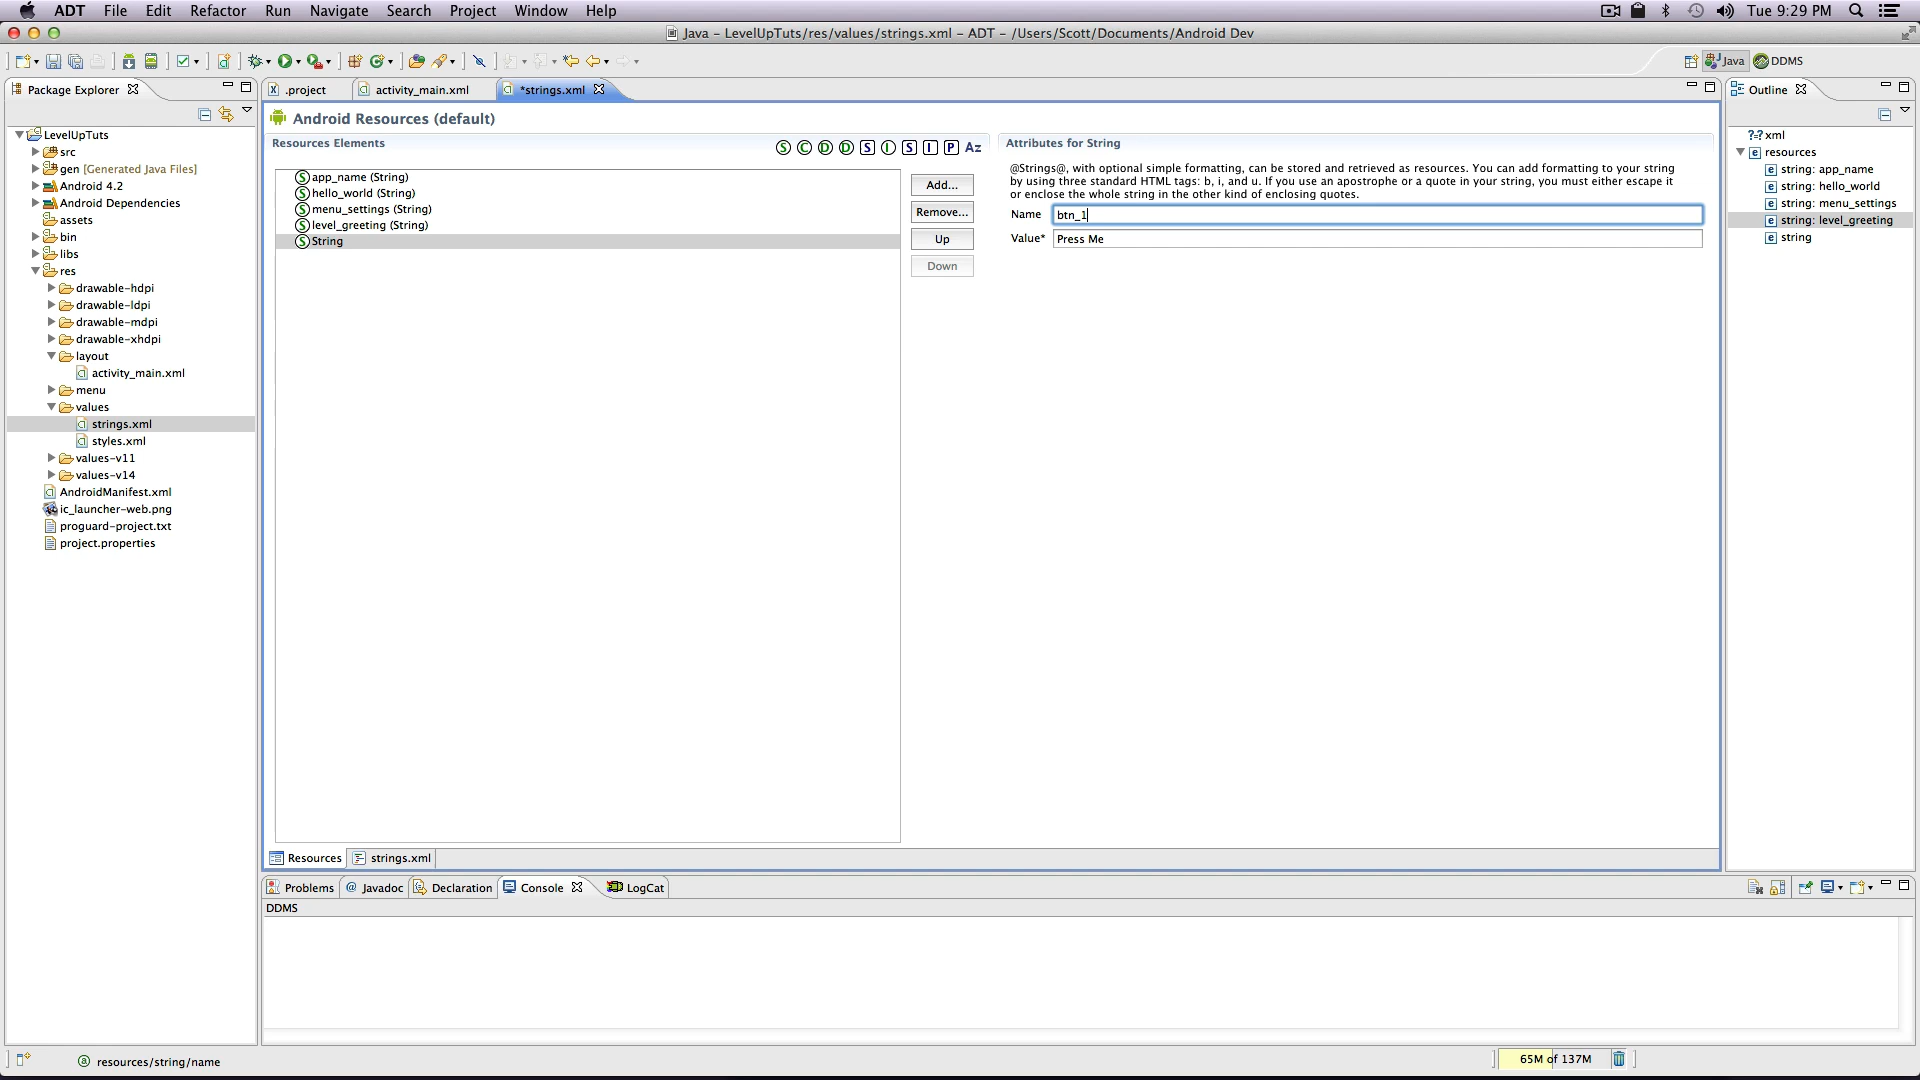 ADT File Edit Refactor Run Navigate Search Project Window Help Tue 9:29 PM
Java – LevelUpTuts/res/values/strings.xml – ADT – /Users/Scott/Documents/Android Dev
Java DDMS
Package Explorer
.project activity_main.xml *strings.xml
Outline
LevelUpTuts
src
gen [Generated Java Files]
Android 4.2
Android Dependencies
assets
bin
libs
res
drawable-hdpi
drawable-ldpi
drawable-mdpi
drawable-xhdpi
layout
activity_main.xml
menu
values
strings.xml
styles.xml
values-v11
values-v14
AndroidManifest.xml
ic_launcher-web.png
proguard-project.txt
project.properties
Android Resources (default)
Resources Elements
S C D D S I S I P Az
S app_name (String)
S hello_world (String)
S menu_settings (String)
S level_greeting (String)
S String
Add...
Remove...
Up
Down
Attributes for String
@Strings@, with optional simple formatting, can be stored and retrieved as resources. You can add formatting to your string
by using three standard HTML tags: b, i, and u. If you use an apostrophe or a quote in your string, you must either escape it
or enclose the whole string in the other kind of enclosing quotes.
Name btn_1
Value* Press Me
?-? xml
e resources
e string: app_name
e string: hello_world
e string: menu_settings
e string: level_greeting
e string
Resources strings.xml
Problems @ Javadoc Declaration Console LogCat
DDMS
resources/string/name
65M of 137M